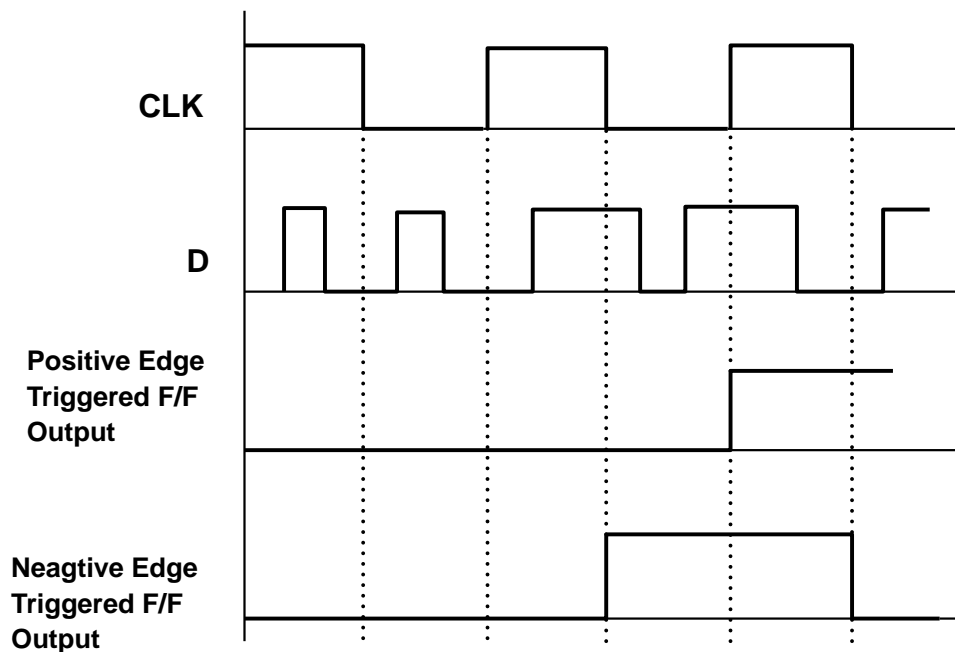 CLK
D
Positive Edge
Triggered F/F
Output
Neagtive Edge
Triggered F/F
Output